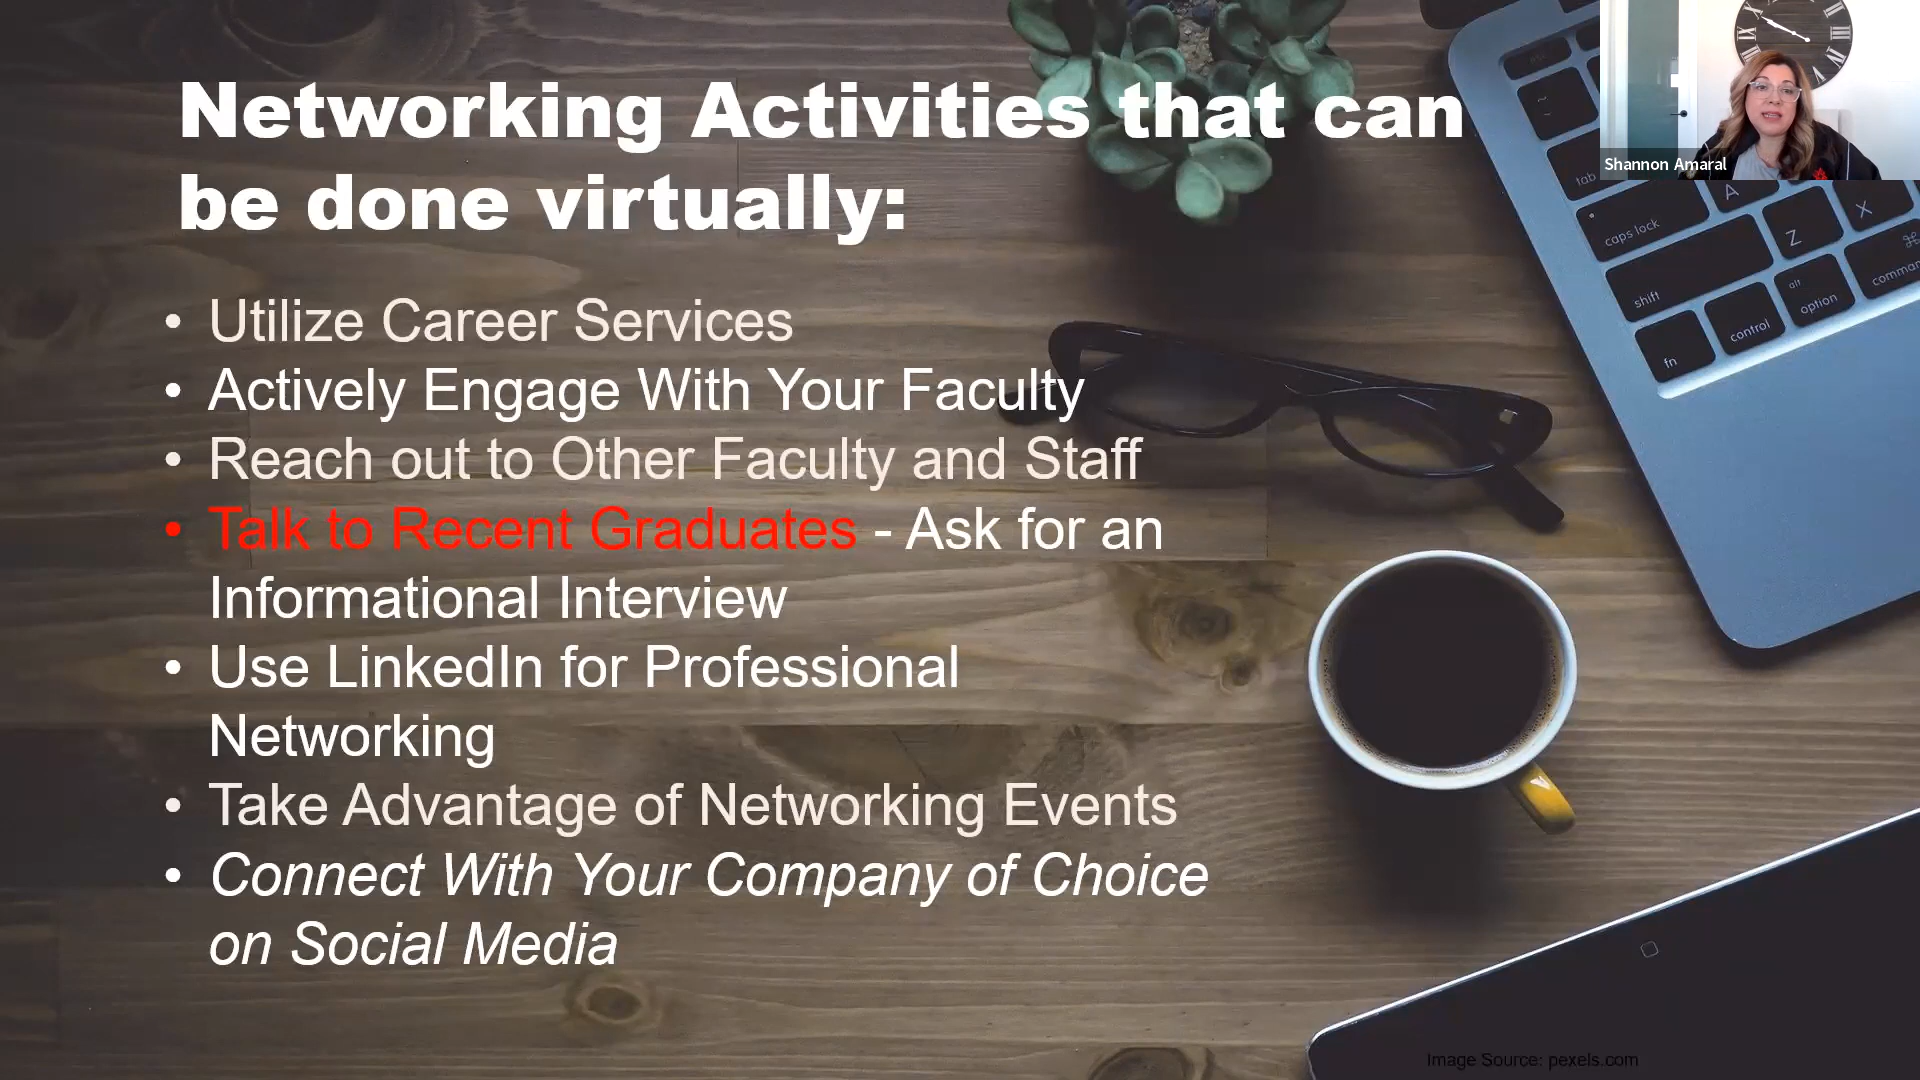 Networking Activities that can
be done virtually:
• Utilize Career Services
• Actively Engage With Your Faculty
• Reach out to Other Faculty and Staff
• Talk to Recent Graduates - Ask for an
Informational Interview
• Use LinkedIn for Professional
Networking
• Take Advantage of Networking Events
• Connect With Your Company of Choice
on Social Media
Shannon Amaral
tab
A
caps lock
Z
X
shift
alt
option
control
fn
Image Source: pexels.com